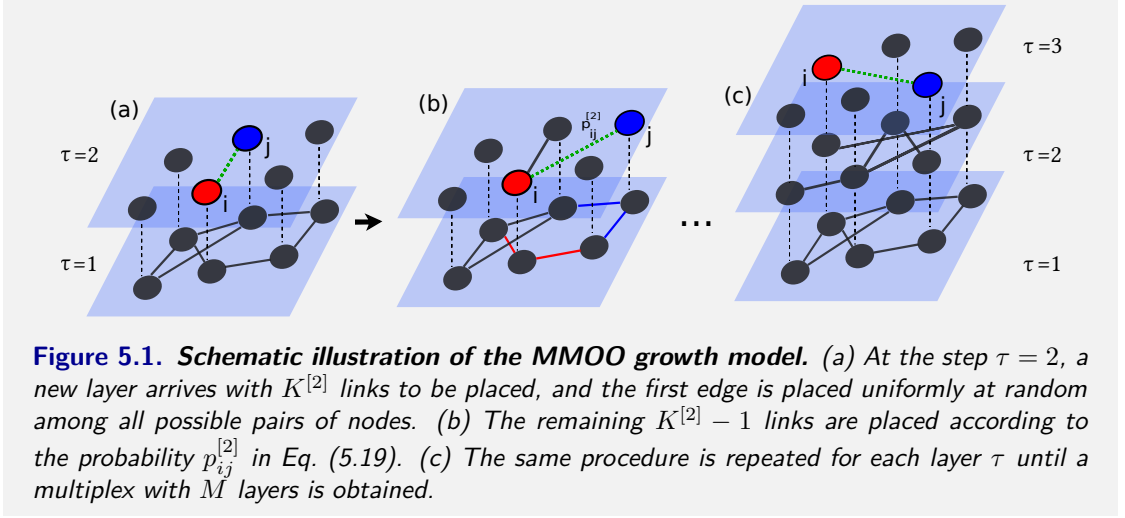 τ=3
(a)
(b)
(c)
i
j
p_{ij}^{[2]}
j
i
j
τ=2
i
τ=2
...
τ=1
τ=1
Figure 5.1. Schematic illustration of the MMOO growth model. (a) At the step τ = 2, a
new layer arrives with K^{[2]} links to be placed, and the first edge is placed uniformly at random
among all possible pairs of nodes. (b) The remaining K^{[2]} − 1 links are placed according to
the probability p_{ij}^{[2]} in Eq. (5.19). (c) The same procedure is repeated for each layer τ until a
multiplex with M layers is obtained.